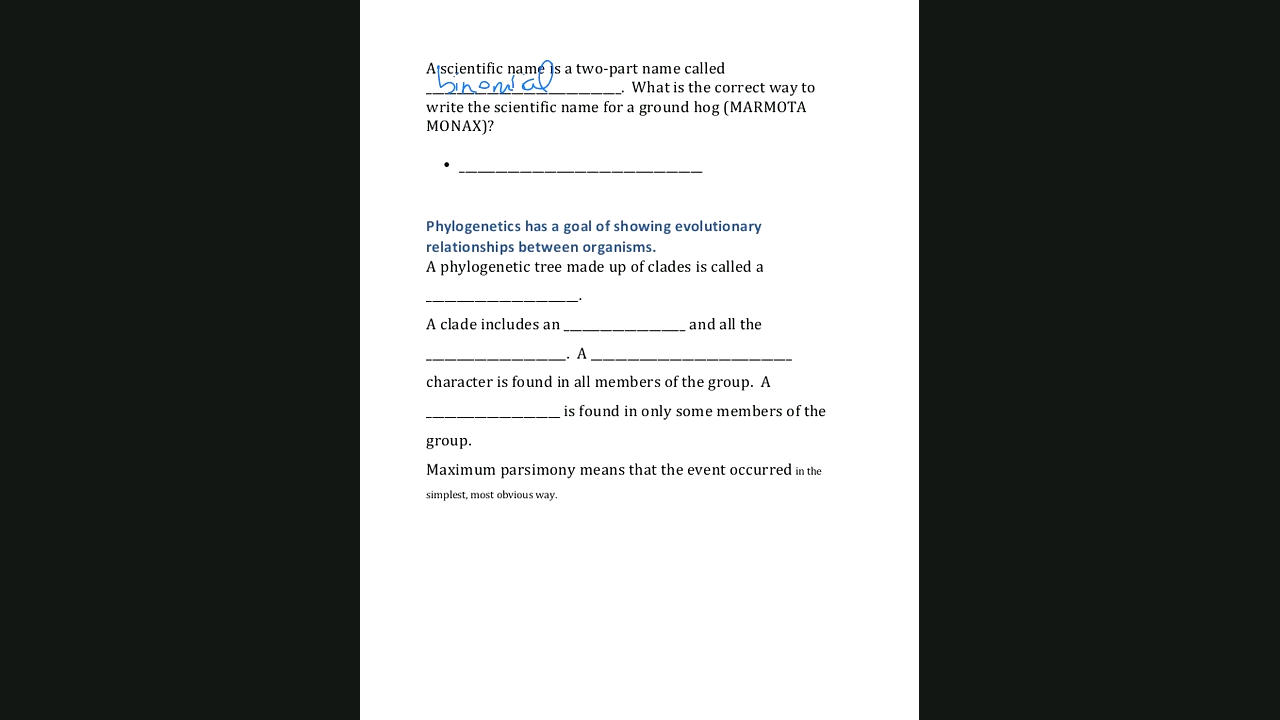 A scientific name is a two-part name called
binomial
__________________________. What is the correct way to
write the scientific name for a ground hog (MARMOTA
MONAX)?
• ________________________________
Phylogenetics has a goal of showing evolutionary
relationships between organisms.
A phylogenetic tree made up of clades is called a
____________________.
A clade includes an ________________ and all the
__________________. A __________________________
character is found in all members of the group. A
_________________ is found in only some members of the
group.
Maximum parsimony means that the event occurred in the
simplest, most obvious way.